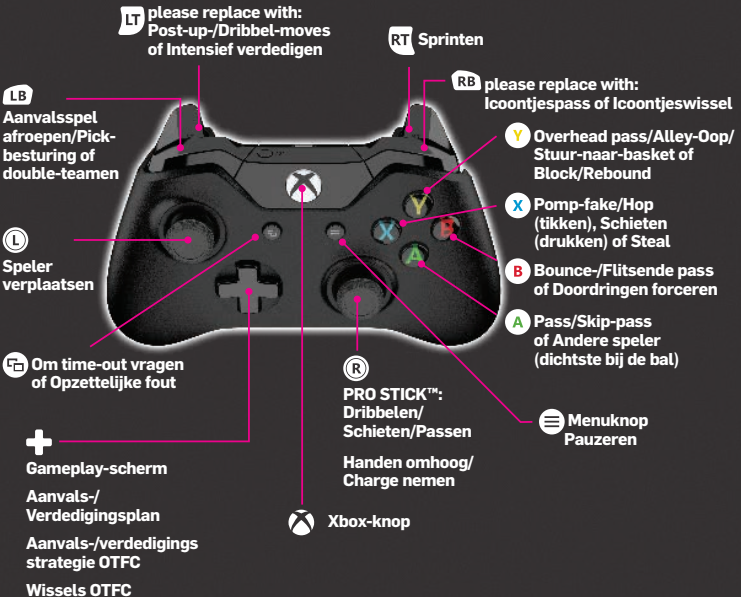 LT please replace with:
Post-up-/Dribbel-moves
of Intensief verdedigen
RT Sprinten
LB
Aanvalsspel
afroepen/Pick-
besturing of
double-teamen
RB please replace with:
Icoontjespass of Icoontjeswissel
Y Overhead pass/Alley-Oop/
Stuur-naar-basket of
Block/Rebound
X Pomp-fake/Hop
(tikken), Schieten
(drukken) of Steal
B Bounce-/Flitsende pass
of Doordringen forceren
A Pass/Skip-pass
of Andere speler
(dichtste bij de bal)
L
Speler
verplaatsen
Y
X
B
A
Om time-out vragen
of Opzettelijke fout
R
PRO STICK™:
Dribbelen/
Schieten/Passen
Handen omhoog/
Charge nemen
Menuknop
Pauzeren
Gameplay-scherm
Aanvals-/
Verdedigingsplan
Aanvals-/verdedigings
strategie OTFC
Wissels OTFC
Xbox-knop